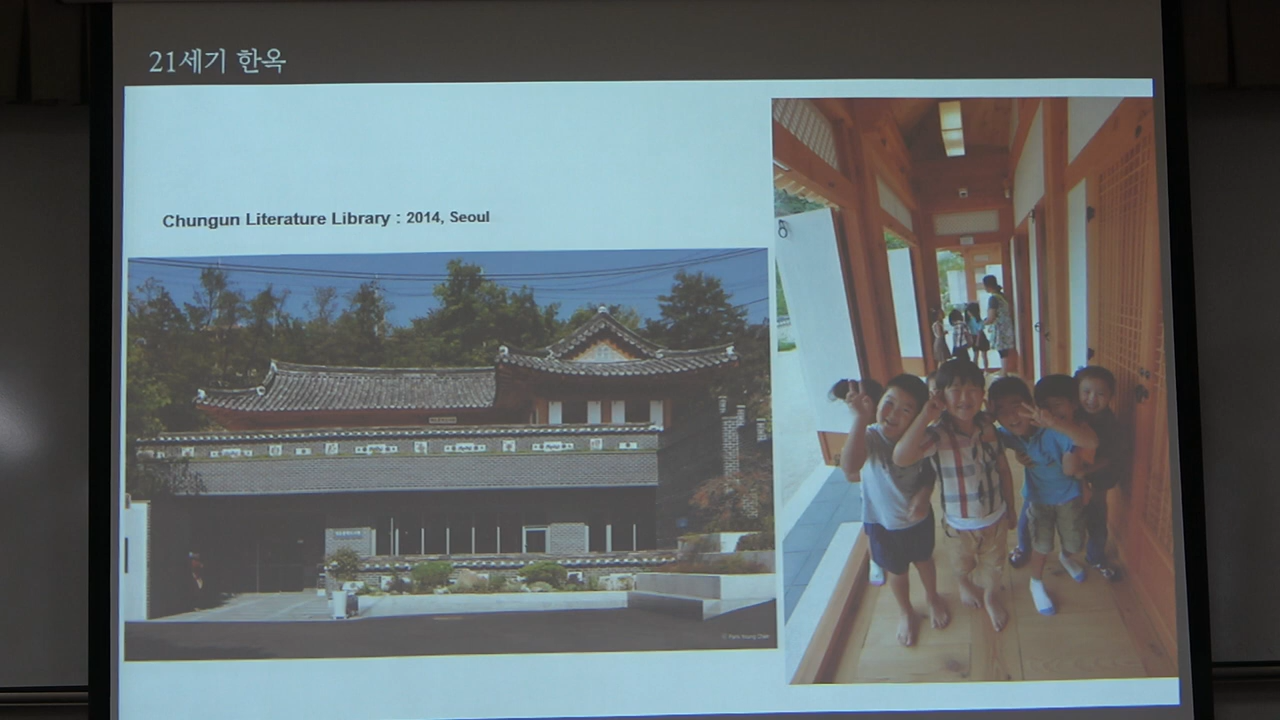 21세기 한옥
Chungun Literature Library : 2014, Seoul